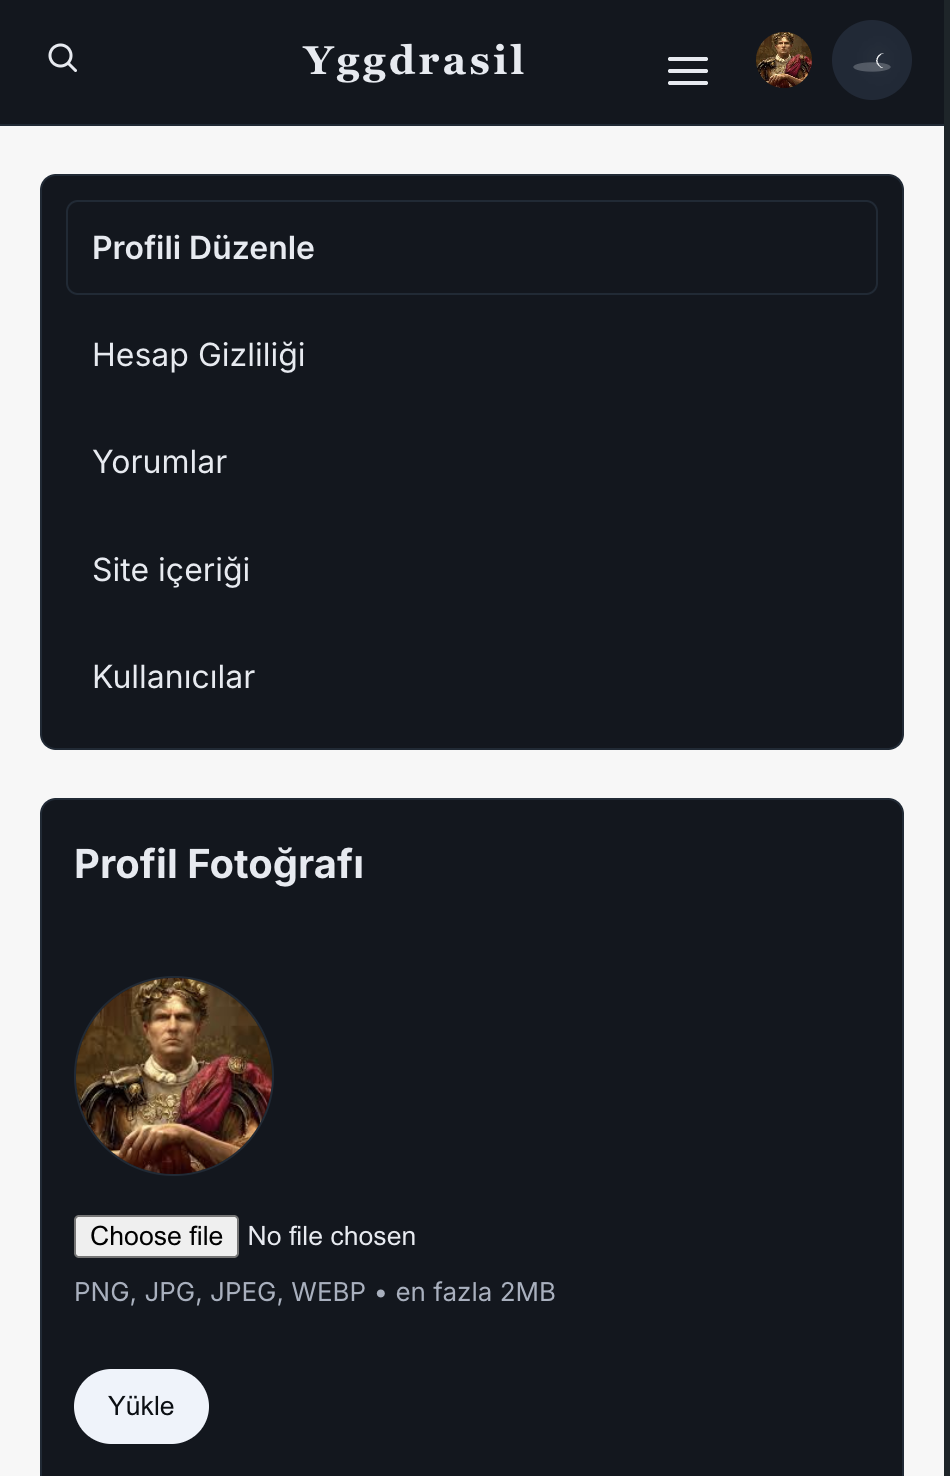 Yggdrasil
Profili Düzenle
Hesap Gizliliği
Yorumlar
Site içeriği
Kullanıcılar
Profil Fotoğrafı
Choose file No file chosen
PNG, JPG, JPEG, WEBP • en fazla 2MB
Yükle